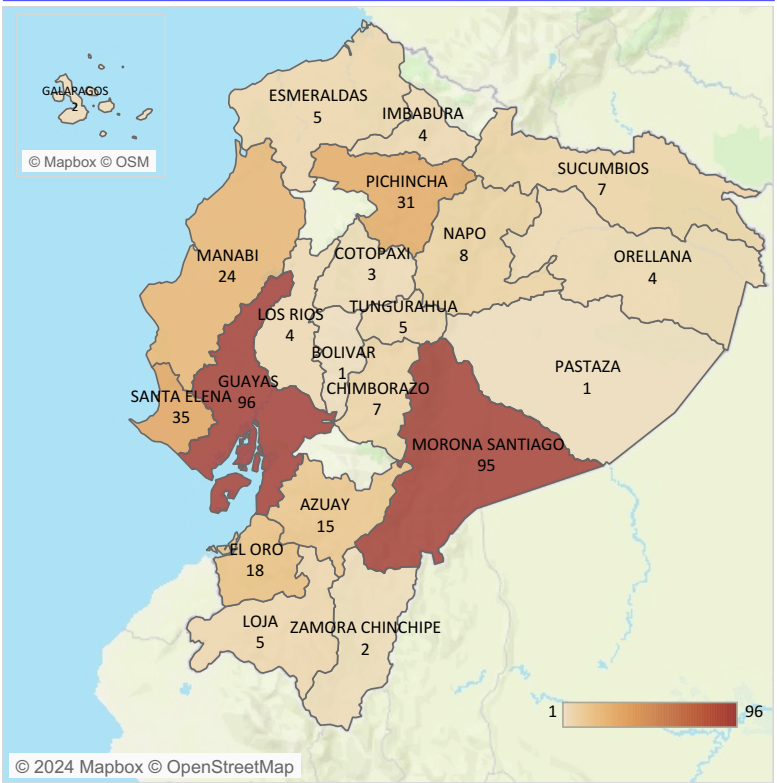 GALAPAGOS
2
© Mapbox © OSM
ESMERALDAS
5
IMBABURA
4
PICHINCHA
31
SUCUMBIOS
7
NAPO
8
MANABI
24
COTOPAXI
3
ORELLANA
4
TUNGURAHUA
5
LOS RIOS
4
BOLIVAR
1
PASTAZA
1
GUAYAS
96
CHIMBORAZO
7
SANTA ELENA
35
MORONA SANTIAGO
95
AZUAY
15
EL ORO
18
LOJA
5
ZAMORA CHINCHIPE
2
1 96
© 2024 Mapbox © OpenStreetMap